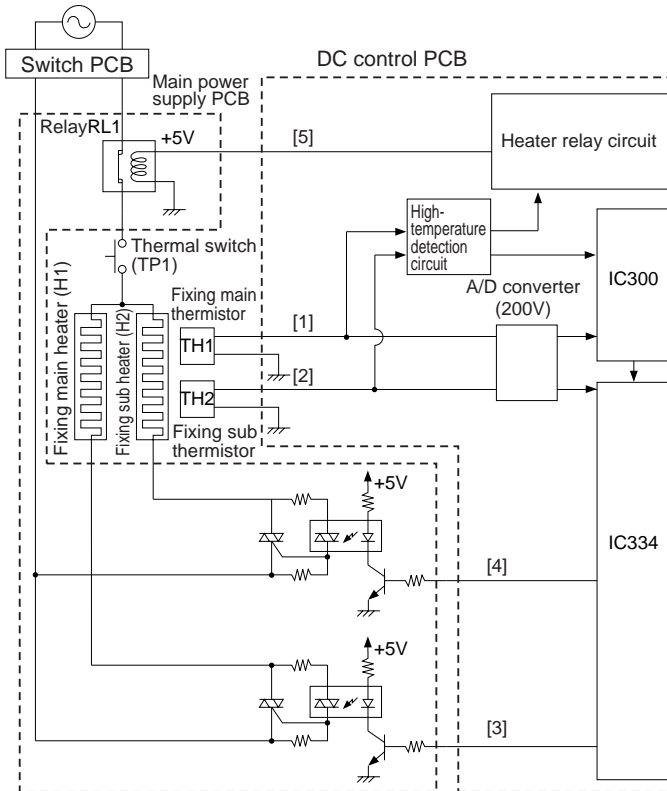 Switch PCB
DC control PCB
Main power
supply PCB
RelayRL1
+5V
[5]
Heater relay circuit
High-
temperature
detection
circuit
Thermal switch
(TP1)
IC300
A/D converter
(200V)
Fixing main heater (H1)
Fixing sub heater (H2)
Fixing main
thermistor
TH1
[1]
TH2
[2]
Fixing sub
thermistor
+5V
IC334
[4]
+5V
[3]